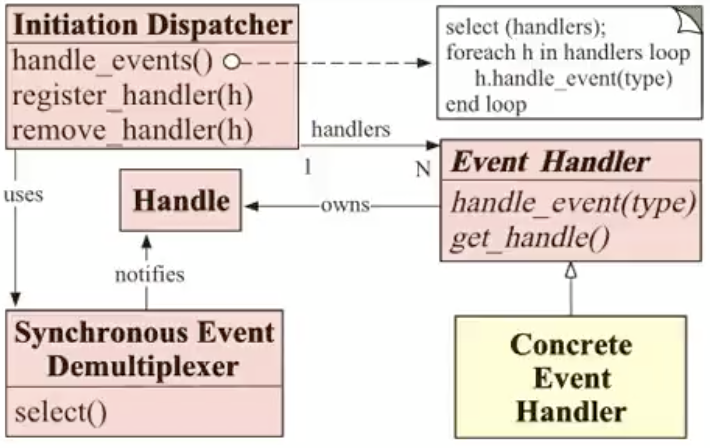 Initiation Dispatcher
handle_events()
register_handler(h)
remove_handler(h)
select (handlers);
foreach h in handlers loop
h.handle_event(type)
end loop
handlers
1
N
Event Handler
handle_event(type)
get_handle()
uses
Handle
owns
notifies
Synchronous Event
Demultiplexer
select()
Concrete
Event
Handler